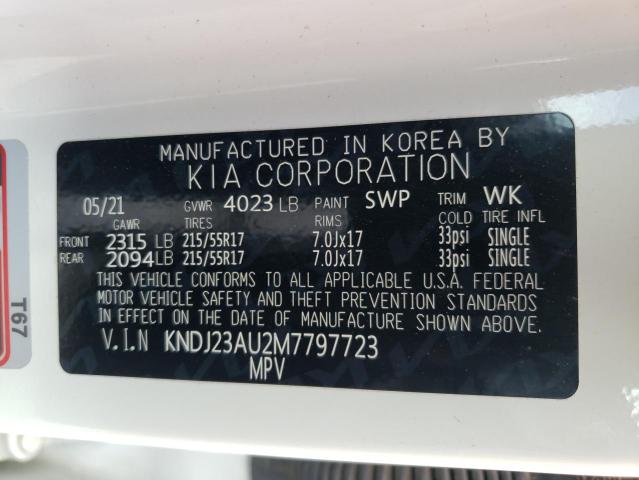 MANUFACTURED IN KOREA BY
KIA CORPORATION
05/21 GVWR 4023 LB PAINT SWP TRIM WK
GAWR TIRES RIMS COLD TIRE INFL
FRONT 2315 LB 215/55R17 7.0Jx17 33psi SINGLE
REAR 2094 LB 215/55R17 7.0Jx17 33psi SINGLE
THIS VEHICLE CONFORMS TO ALL APPLICABLE U.S.A. FEDERAL
MOTOR VEHICLE SAFETY AND THEFT PREVENTION STANDARDS
IN EFFECT ON THE DATE OF MANUFACTURE SHOWN ABOVE.
V.I.N KNDJ23AU2M7797723
MPV
T67